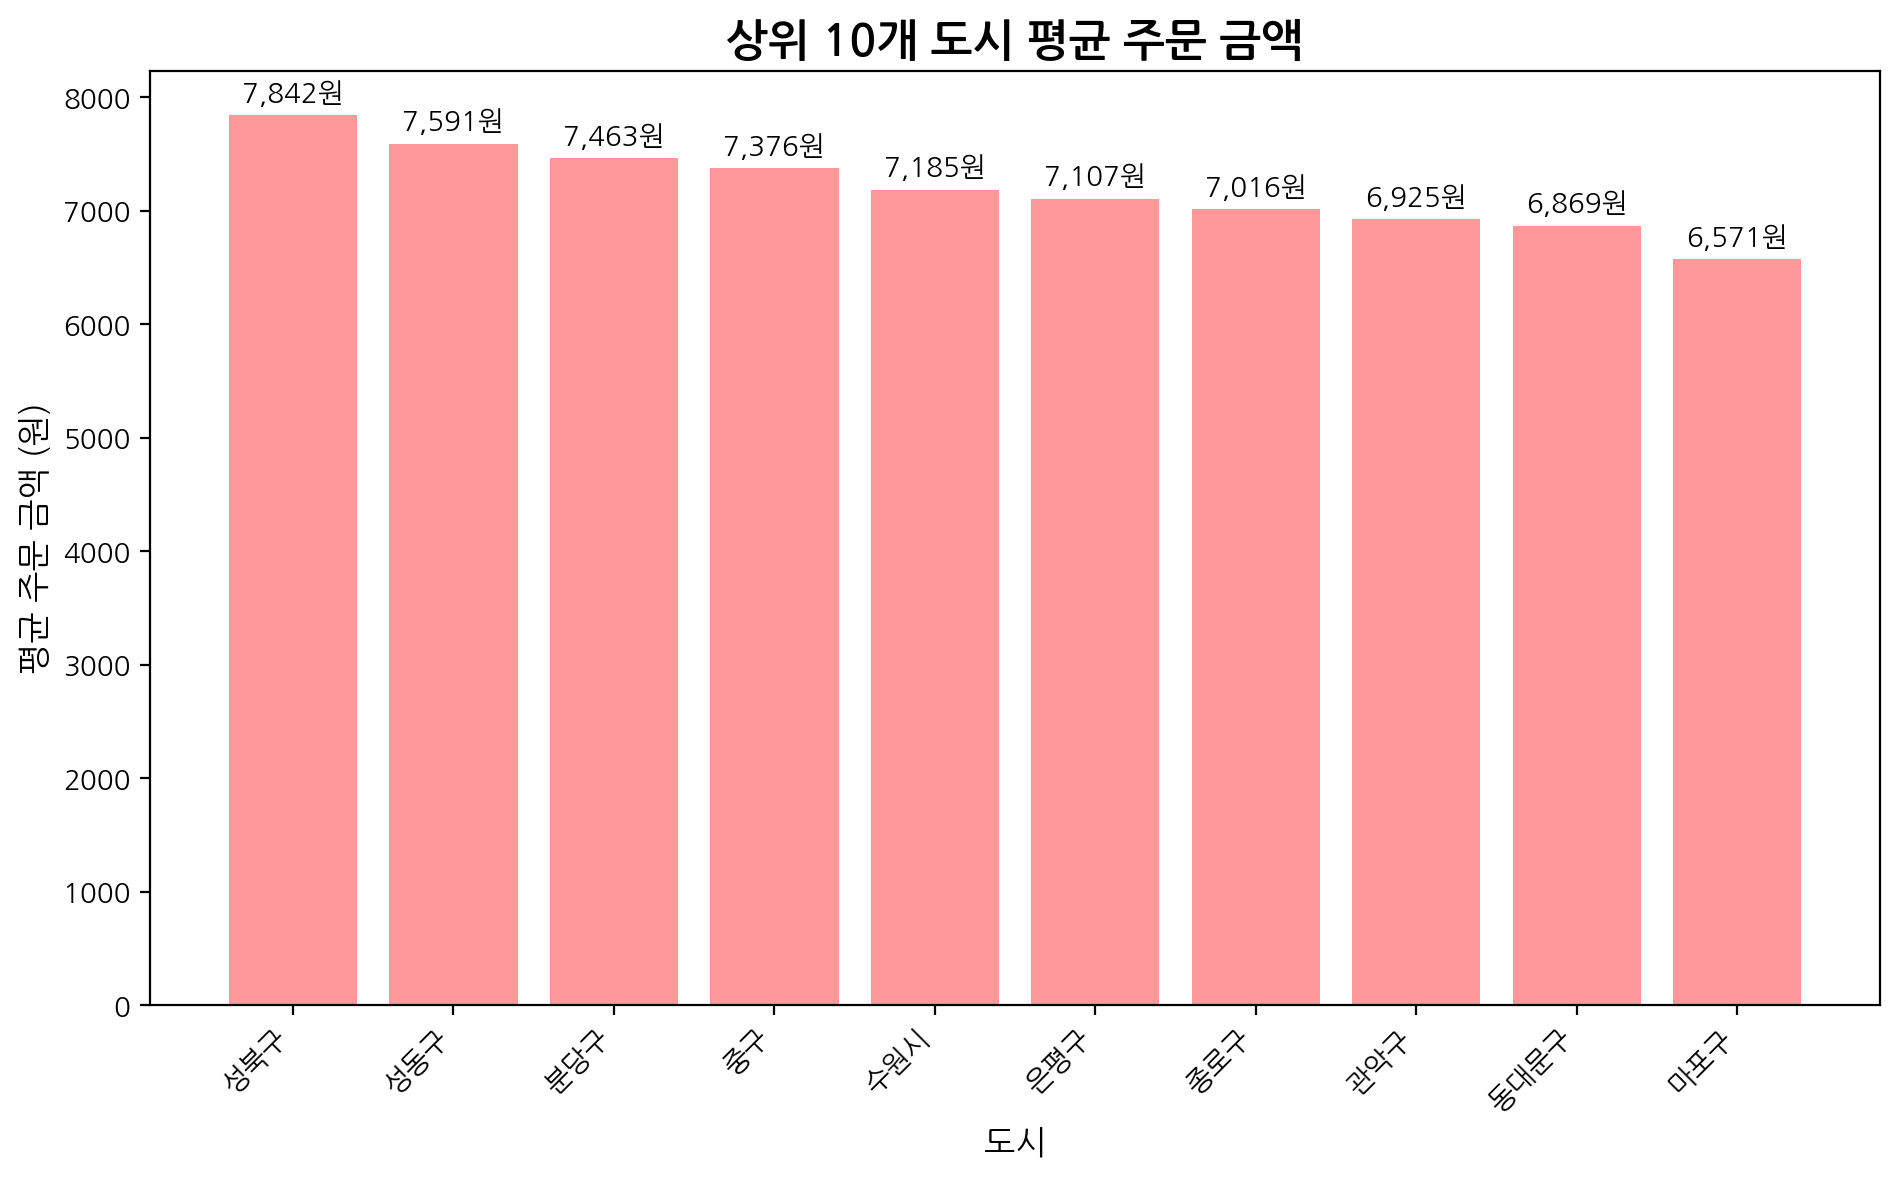 상위 10개 도시 평균 주문 금액
평균 주문 금액 (원)
8000
7000
6000
5000
4000
3000
2000
1000
0
7,842원
7,591원
7,463원
7,376원
7,185원
7,107원
7,016원
6,925원
6,869원
6,571원
성북구
성동구
분당구
중구
수원시
은평구
종로구
관악구
동대문구
마포구
도시